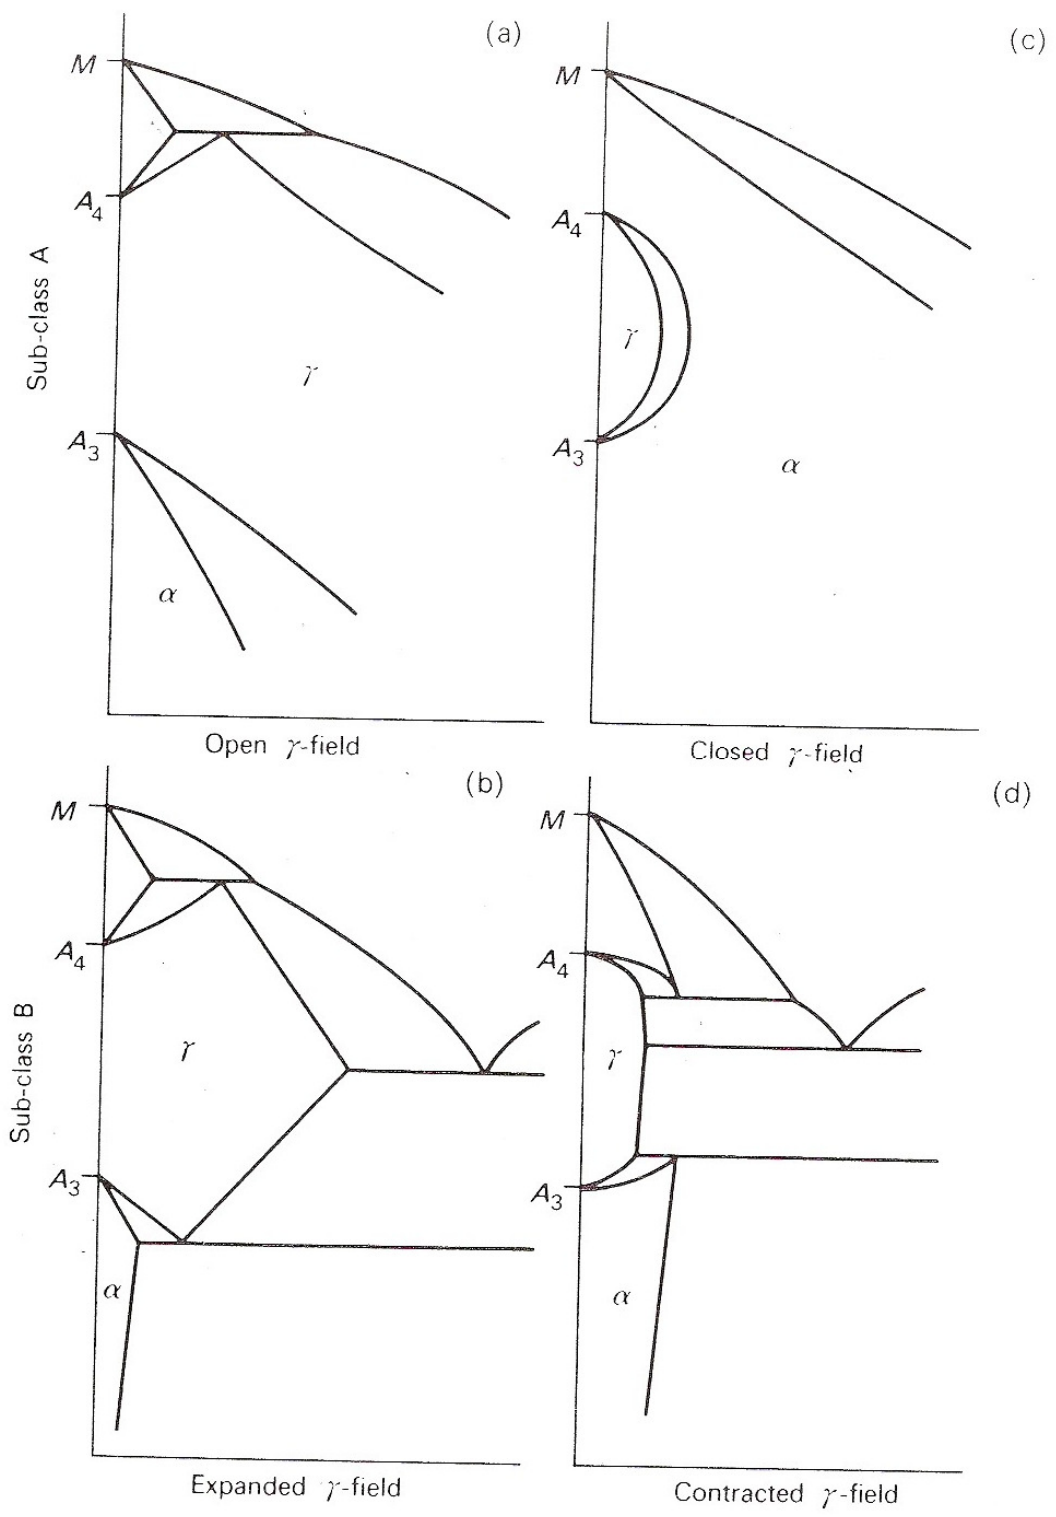 (a)
M
A4
Sub-class A
γ
A3
α
Open γ-field
(c)
M
A4
γ
A3
α
Closed γ-field
(b)
M
A4
Sub-class B
γ
A3
α
Expanded γ-field
(d)
M
A4
γ
A3
α
Contracted γ-field